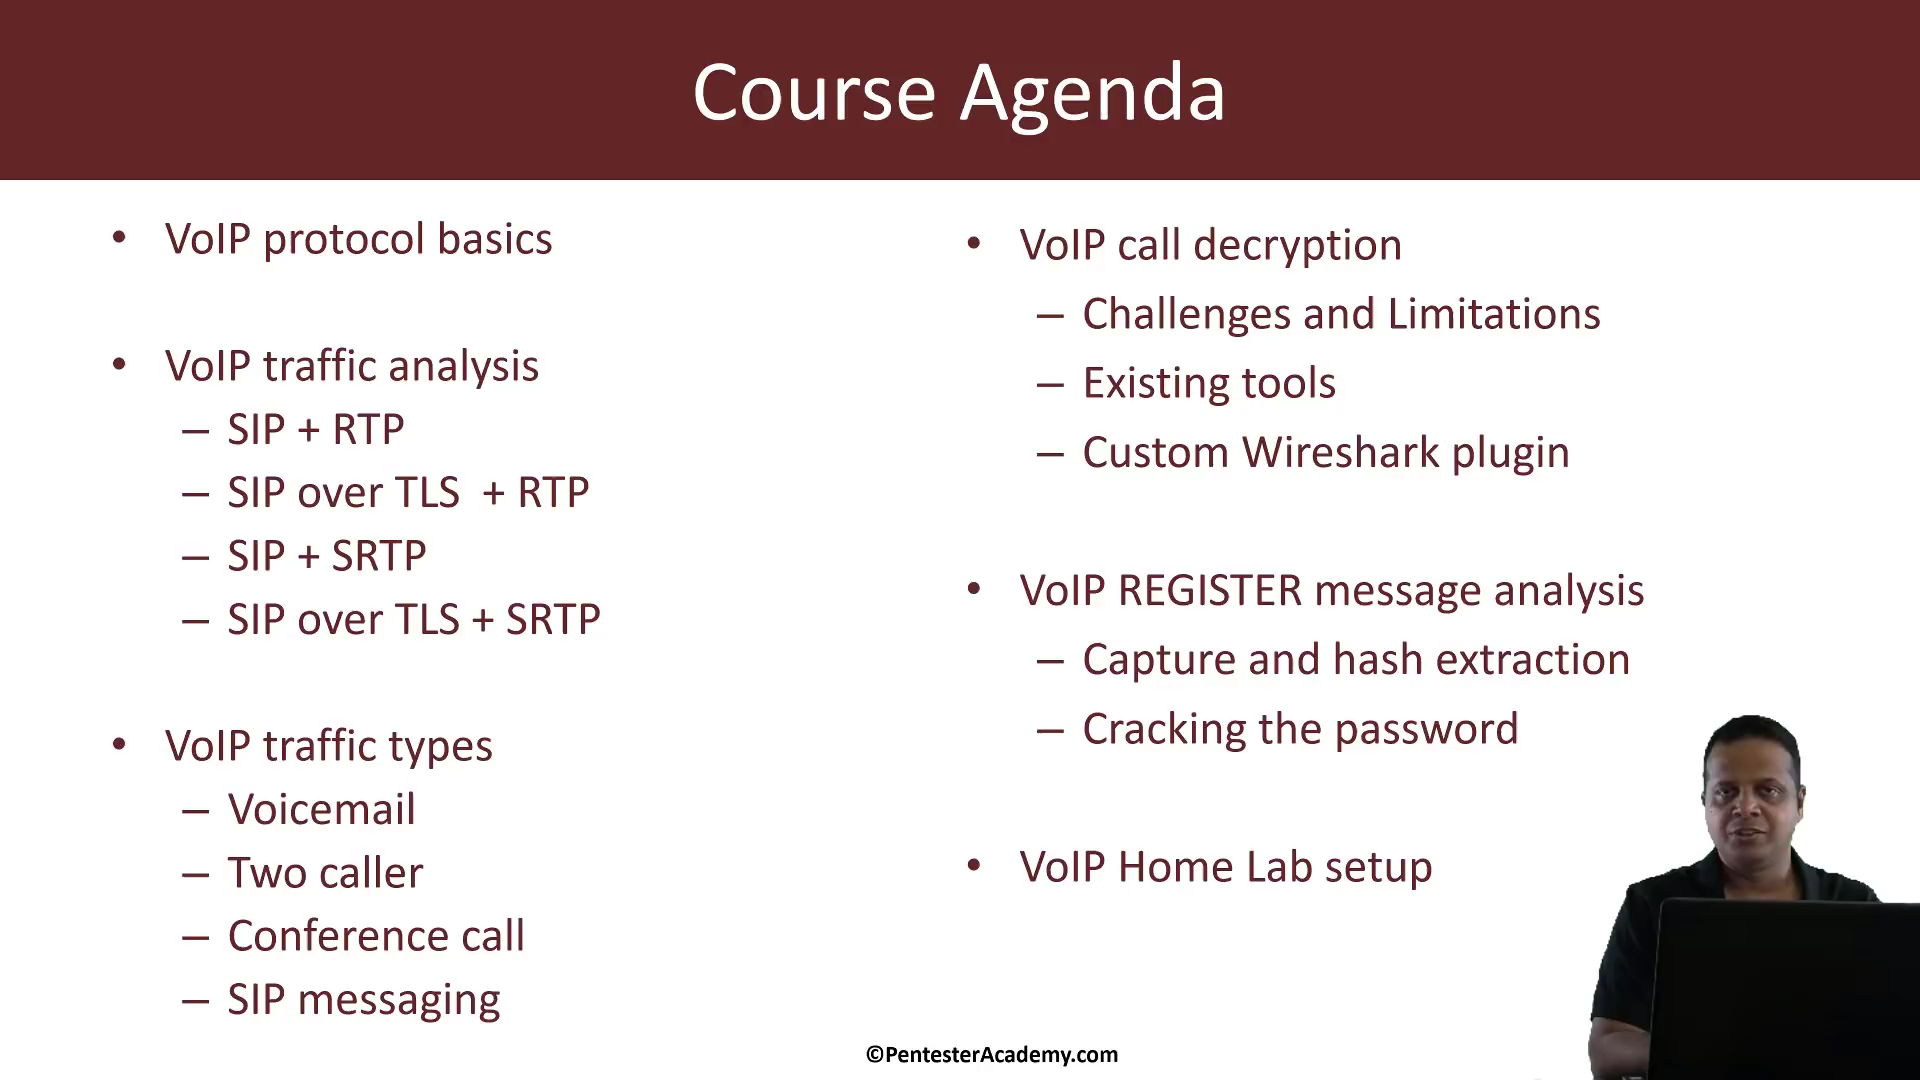 Course Agenda
• VoIP protocol basics
• VoIP traffic analysis
– SIP + RTP
– SIP over TLS + RTP
– SIP + SRTP
– SIP over TLS + SRTP
• VoIP traffic types
– Voicemail
– Two caller
– Conference call
– SIP messaging
• VoIP call decryption
– Challenges and Limitations
– Existing tools
– Custom Wireshark plugin
• VoIP REGISTER message analysis
– Capture and hash extraction
– Cracking the password
• VoIP Home Lab setup
©PentesterAcademy.com